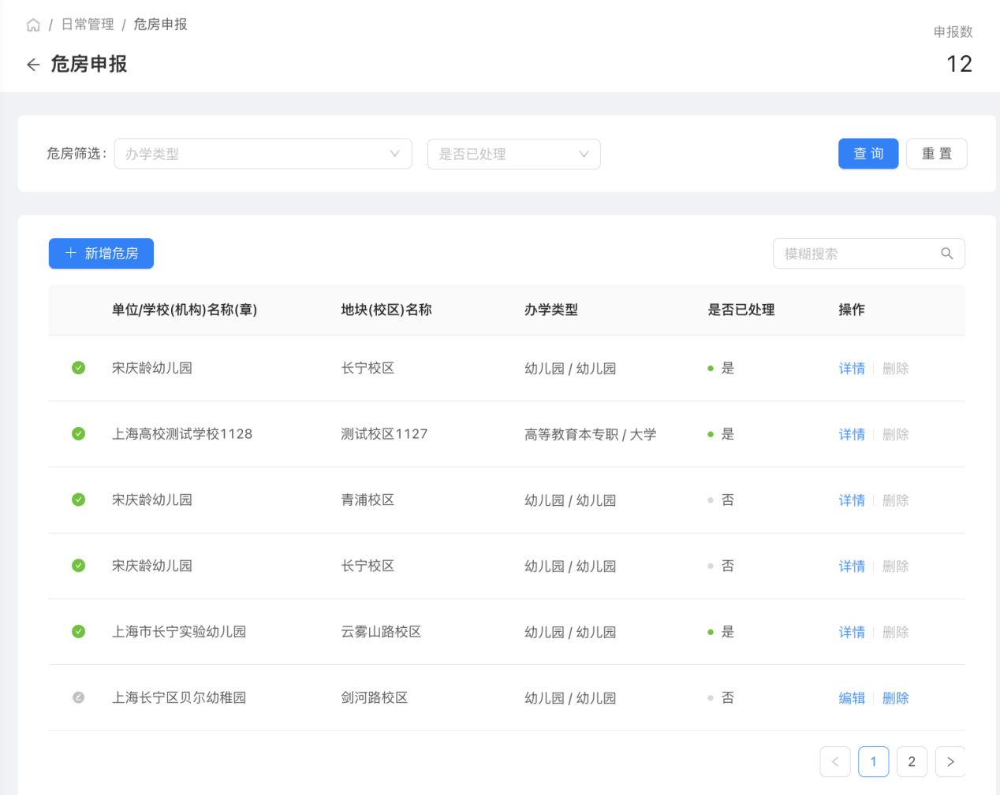 / 日常管理 / 危房申报
申报数
危房申报
12
危房筛选: 办学类型 是否已处理 查 询 重 置
新增危房 模糊搜索
单位/学校(机构)名称(章) 地块(校区)名称 办学类型 是否已处理 操作
宋庆龄幼儿园 长宁校区 幼儿园 / 幼儿园 是 详情 删除
上海高校测试学校1128 测试校区1127 高等教育本专职 / 大学 是 详情 删除
宋庆龄幼儿园 青浦校区 幼儿园 / 幼儿园 否 详情 删除
宋庆龄幼儿园 长宁校区 幼儿园 / 幼儿园 否 详情 删除
上海市长宁实验幼儿园 云雾山路校区 幼儿园 / 幼儿园 是 详情 删除
上海长宁区贝尔幼稚园 剑河路校区 幼儿园 / 幼儿园 否 编辑 删除
< 1 2 >